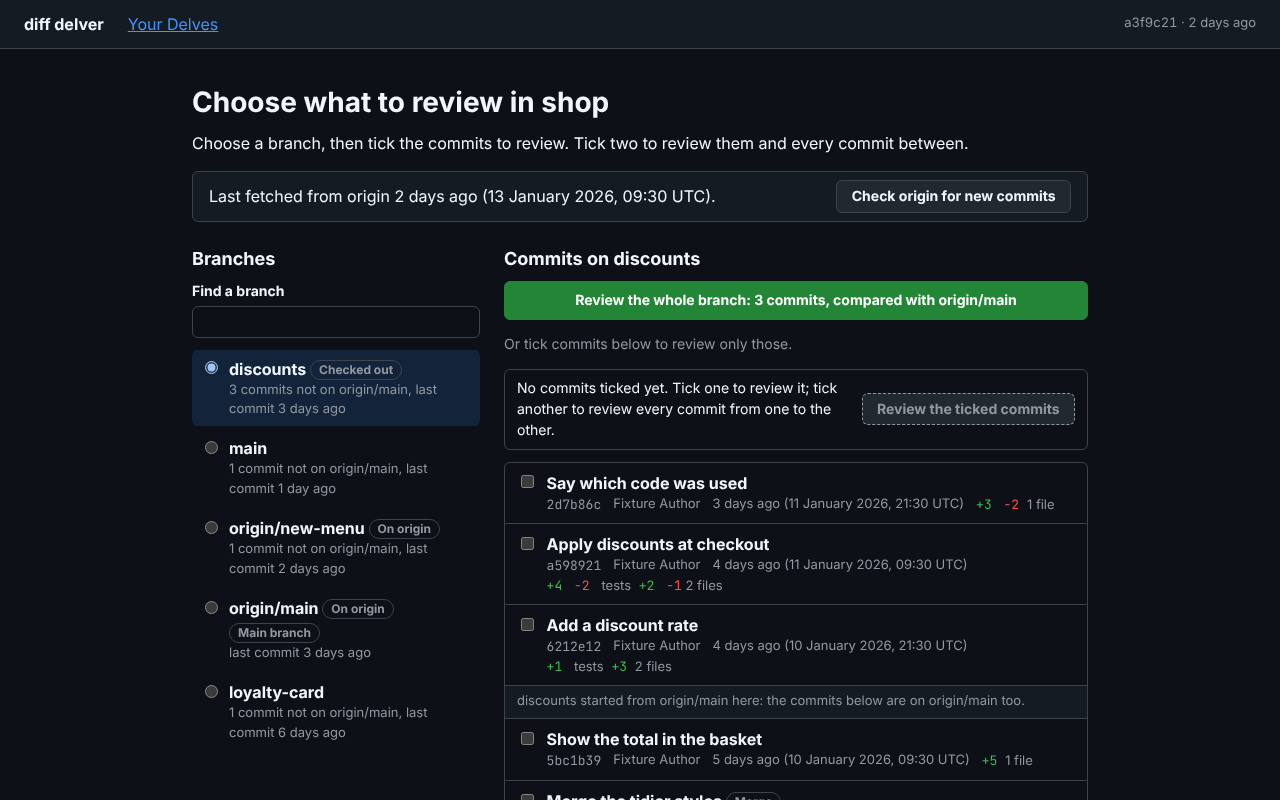 diff delver Your Delves a3f9c21 · 2 days ago
Choose what to review in shop
Choose a branch, then tick the commits to review. Tick two to review them and every commit between.
Last fetched from origin 2 days ago (13 January 2026, 09:30 UTC). Check origin for new commits
Branches
Find a branch
discounts Checked out
3 commits not on origin/main, last
commit 3 days ago
main
1 commit not on origin/main, last
commit 1 day ago
origin/new-menu On origin
1 commit not on origin/main, last
commit 2 days ago
origin/main On origin
Main branch
last commit 3 days ago
loyalty-card
1 commit not on origin/main, last
commit 6 days ago
Commits on discounts
Review the whole branch: 3 commits, compared with origin/main
Or tick commits below to review only those.
No commits ticked yet. Tick one to review it; tick
another to review every commit from one to the
other.
Review the ticked commits
Say which code was used
2d7b86c Fixture Author 3 days ago (11 January 2026, 21:30 UTC) +3 -2 1 file
Apply discounts at checkout
a598921 Fixture Author 4 days ago (11 January 2026, 09:30 UTC)
+4 -2 tests +2 -1 2 files
Add a discount rate
6212e12 Fixture Author 4 days ago (10 January 2026, 21:30 UTC)
+1 tests +3 2 files
discounts started from origin/main here: the commits below are on origin/main too.
Show the total in the basket
5bc1b39 Fixture Author 5 days ago (10 January 2026, 09:30 UTC) +5 1 file
Merge the tidier styles Merge